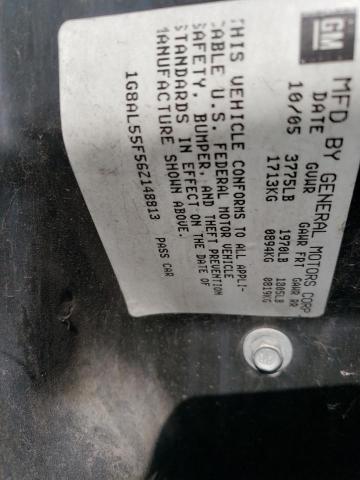 GM
MFD BY GENERAL MOTORS CORP
DATE GVWR GAWR FRT GAWR RR
10/05 3775LB 1970LB 1805LB
1713KG 0894KG 0819KG
THIS VEHICLE CONFORMS TO ALL APPLI-
CABLE U.S. FEDERAL MOTOR VEHICLE
SAFETY, BUMPER, AND THEFT PREVENTION
STANDARDS IN EFFECT ON THE DATE OF
MANUFACTURE SHOWN ABOVE.
1G8AL55F56Z148813 PASS CAR